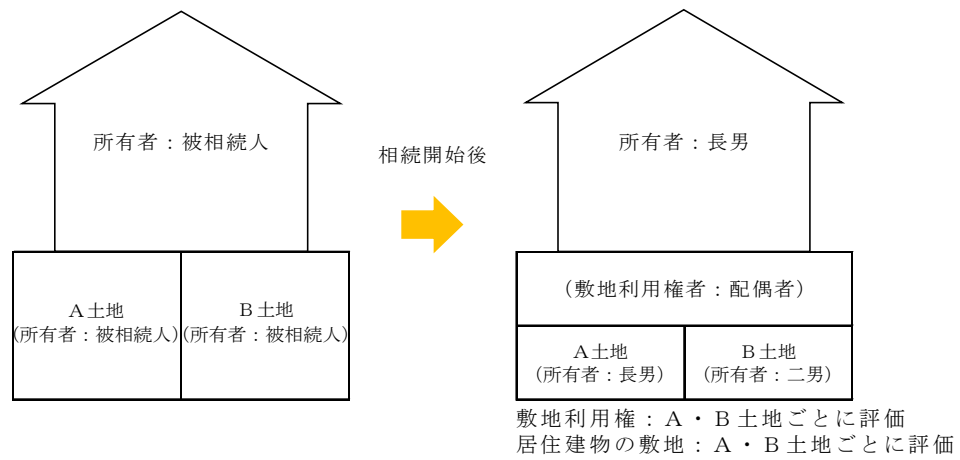 所有者：被相続人
A土地
(所有者：被相続人)
B土地
(所有者：被相続人)
相続開始後
所有者：長男
（敷地利用権者：配偶者）
A土地
(所有者：長男)
B土地
(所有者：二男)
敷地利用権：A・B土地ごとに評価
居住建物の敷地：A・B土地ごとに評価